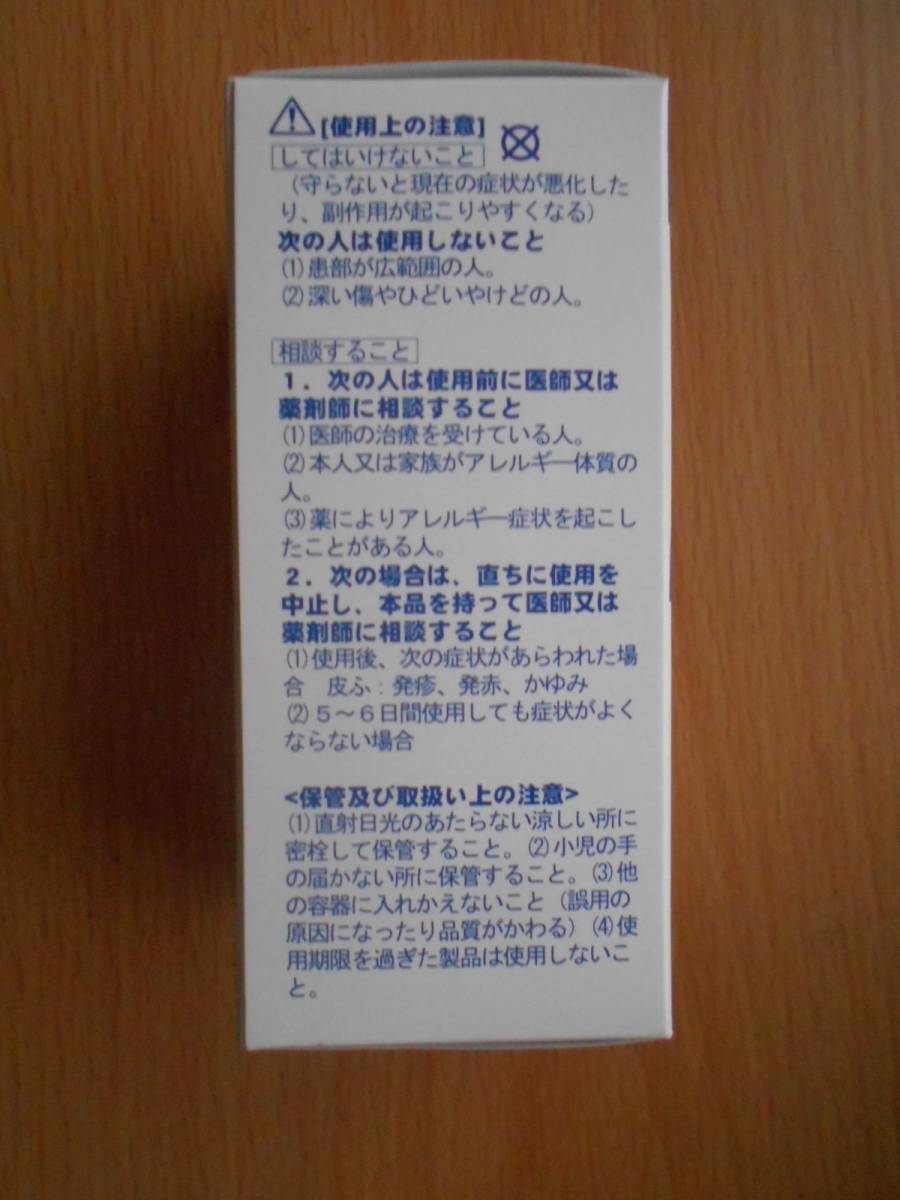 [使用上の注意]
してはいけないこと
（守らないと現在の症状が悪化した
り、副作用が起こりやすくなる）
次の人は使用しないこと
(1)患部が広範囲の人。
(2)深い傷やひどいやけどの人。
相談すること
１．次の人は使用前に医師又は
薬剤師に相談すること
(1)医師の治療を受けている人。
(2)本人又は家族がアレルギー体質の
人。
(3)薬によりアレルギー症状を起こし
たことがある人。
２．次の場合は、直ちに使用を
中止し、本品を持って医師又は
薬剤師に相談すること
(1)使用後、次の症状があらわれた場
合　皮ふ：発疹、発赤、かゆみ
(2)５～６日間使用しても症状がよく
ならない場合
<保管及び取扱い上の注意>
(1)直射日光のあたらない涼しい所に
密栓して保管すること。(2)小児の手
の届かない所に保管すること。(3)他
の容器に入れかえないこと（誤用の
原因になったり品質がかわる）(4)使
用期限を過ぎた製品は使用しないこ
と。